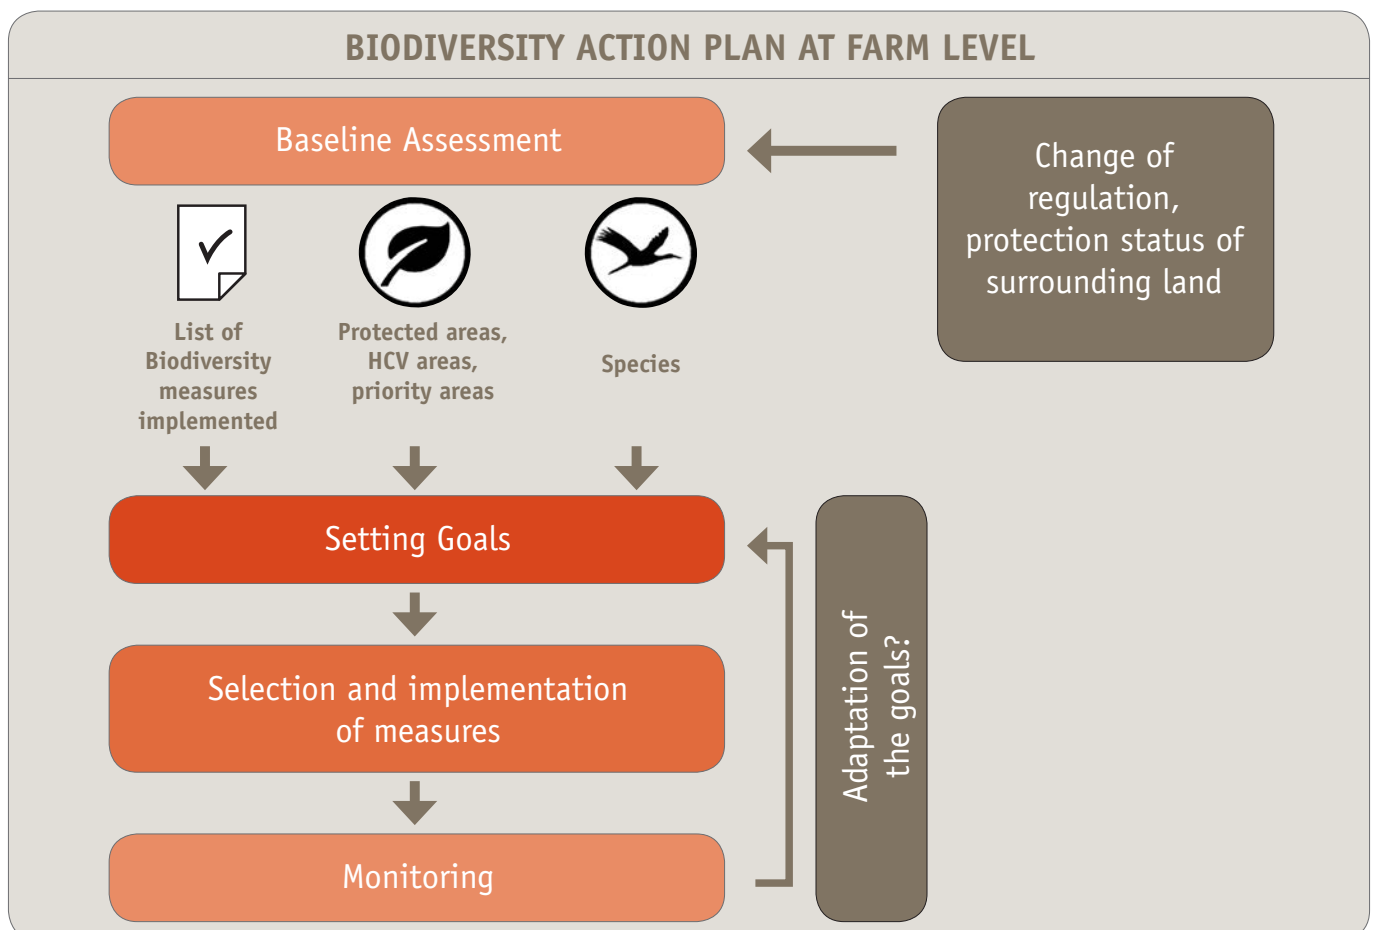 BIODIVERSITY ACTION PLAN AT FARM LEVEL
Baseline Assessment
Change of
regulation,
protection status of
surrounding land
List of
Biodiversity
measures
implemented
Protected areas,
HCV areas,
priority areas
Species
Setting Goals
Selection and implementation
of measures
Monitoring
Adaptation of
the goals?